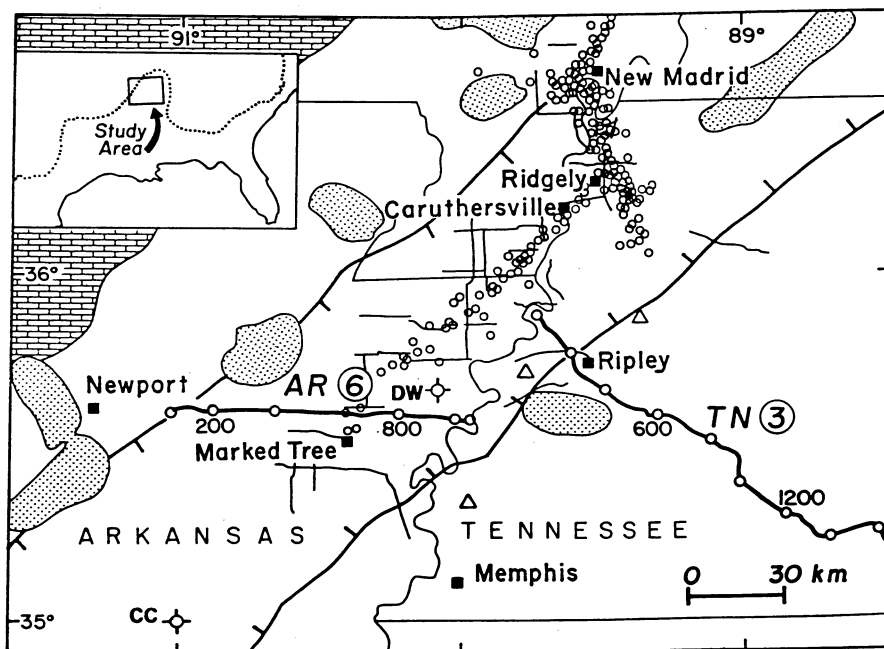 91°
89°
New Madrid
Study
Area
Ridgely
Caruthersville
36°
Ripley
Newport
AR 6
DW
TN 3
200
800
600
Marked Tree
1200
ARKANSAS
TENNESSEE
Memphis
0 30 km
CC
35°